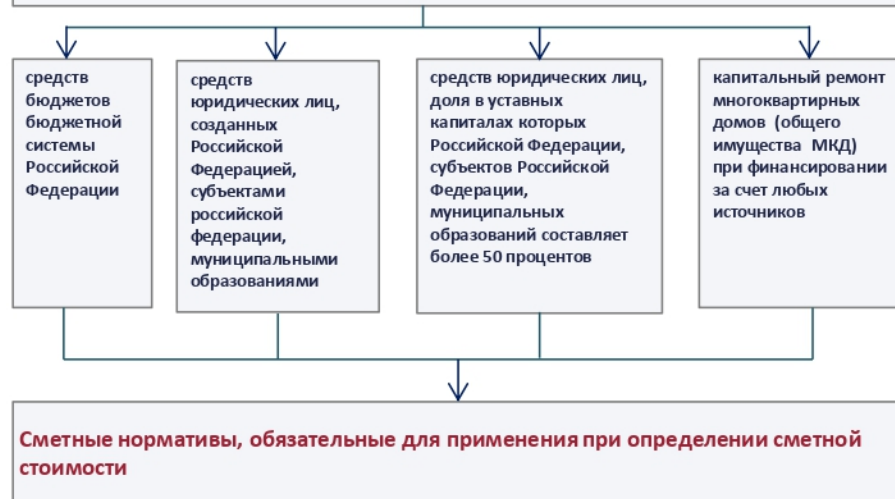 средств
бюджетов
бюджетной
системы
Российской
Федерации
средств
юридических лиц,
созданных
Российской
Федерацией,
субъектами
российской
федерации,
муниципальными
образованиями
средств юридических лиц,
доля в уставных
капиталах которых
Российской Федерации,
субъектов Российской
Федерации,
муниципальных
образований составляет
более 50 процентов
капитальный ремонт
многоквартирных
домов (общего
имущества МКД)
при финансировании
за счет любых
источников
Сметные нормативы, обязательные для применения при определении сметной
стоимости